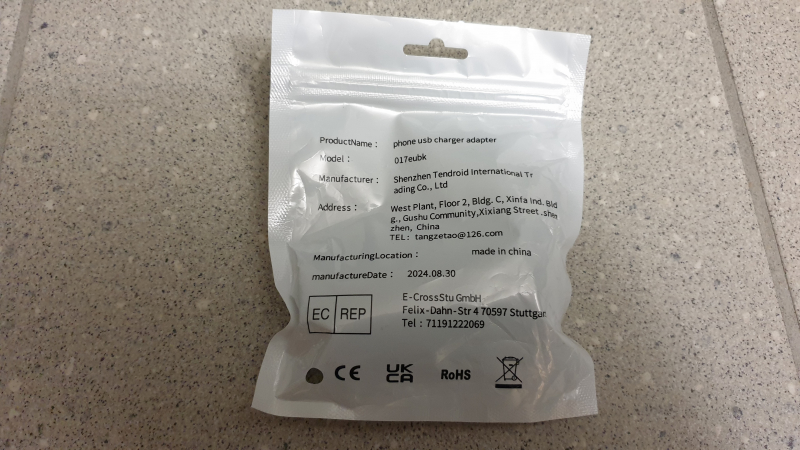 ProductName： phone usb charger adapter
Model： 017eubk
Manufacturer： Shenzhen Tendroid International Tr
ading Co., Ltd
Address： West Plant, Floor 2, Bldg. C, Xinfa Ind. Bld
g., Gushu Community,Xixiang Street ,shen
zhen, China
TEL： tangzetao@126.com
ManufacturingLocation： made in china
manufactureDate： 2024.08.30
EC REP
E-CrossStu GmbH
Felix-Dahn-Str 4 70597 Stuttgar
Tel：71191222069
CE UK
CA RoHS